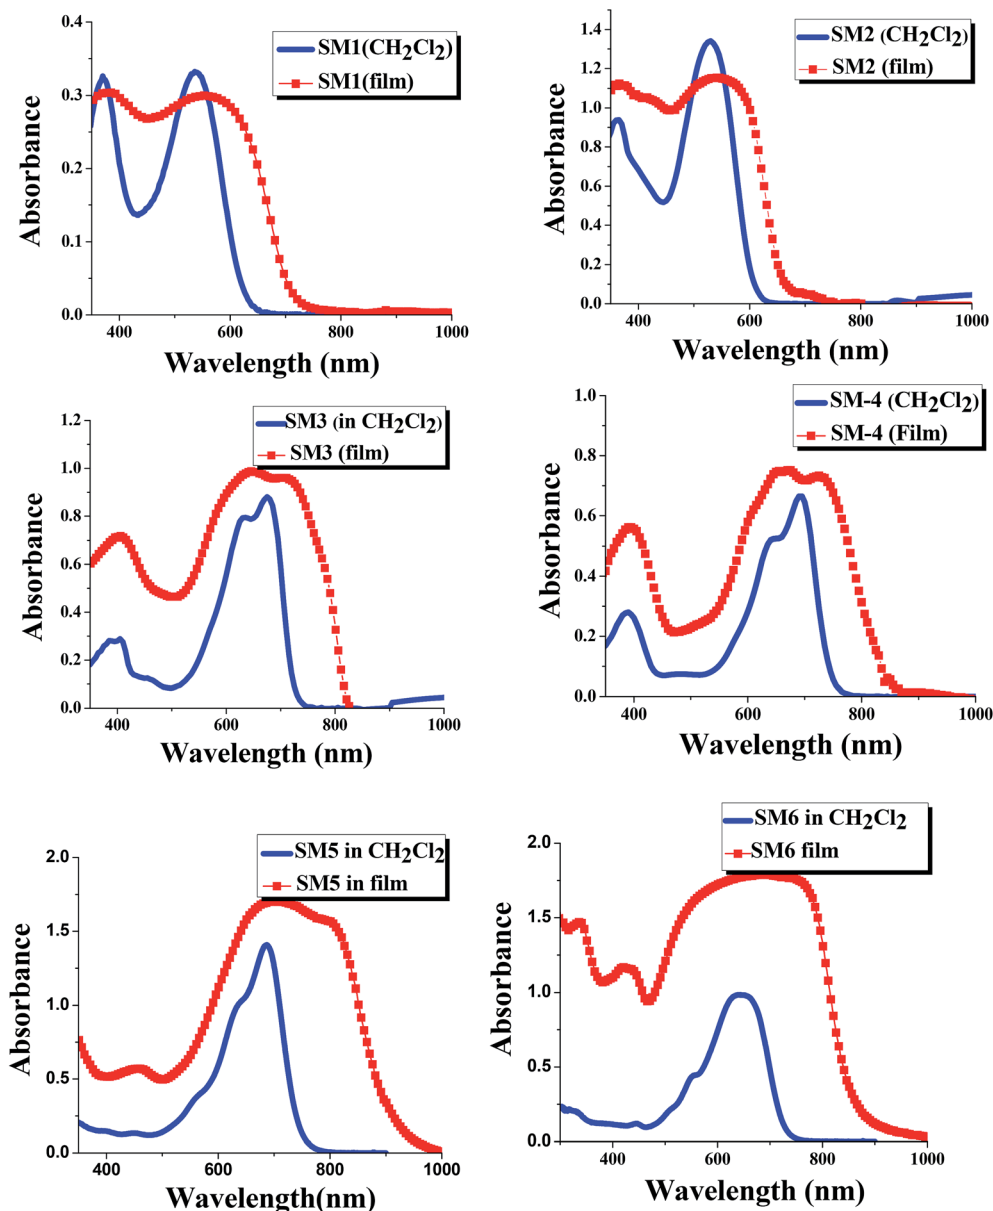 SM1(CH2Cl2)
SM1(film)
Absorbance
0.4
0.3
0.2
0.1
0.0
400 600 800 1000
Wavelength (nm)
SM2 (CH2Cl2)
SM2 (film)
Absorbance
1.4
1.2
1.0
0.8
0.6
0.4
0.2
0.0
400 600 800 1000
Wavelength (nm)
SM3 (in CH2Cl2)
SM3 (film)
Absorbance
1.2
1.0
0.8
0.6
0.4
0.2
0.0
400 600 800 1000
Wavelength (nm)
SM-4 (CH2Cl2)
SM-4 (Film)
Absorbance
1.0
0.8
0.6
0.4
0.2
0.0
400 600 800 1000
Wavelength (nm)
SM5 in CH2Cl2
SM5 in film
Absorbance
2.0
1.5
1.0
0.5
0.0
400 600 800 1000
Wavelength(nm)
SM6 in CH2Cl2
SM6 film
Absorbance
2.0
1.5
1.0
0.5
0.0
400 600 800 1000
Wavelength (nm)